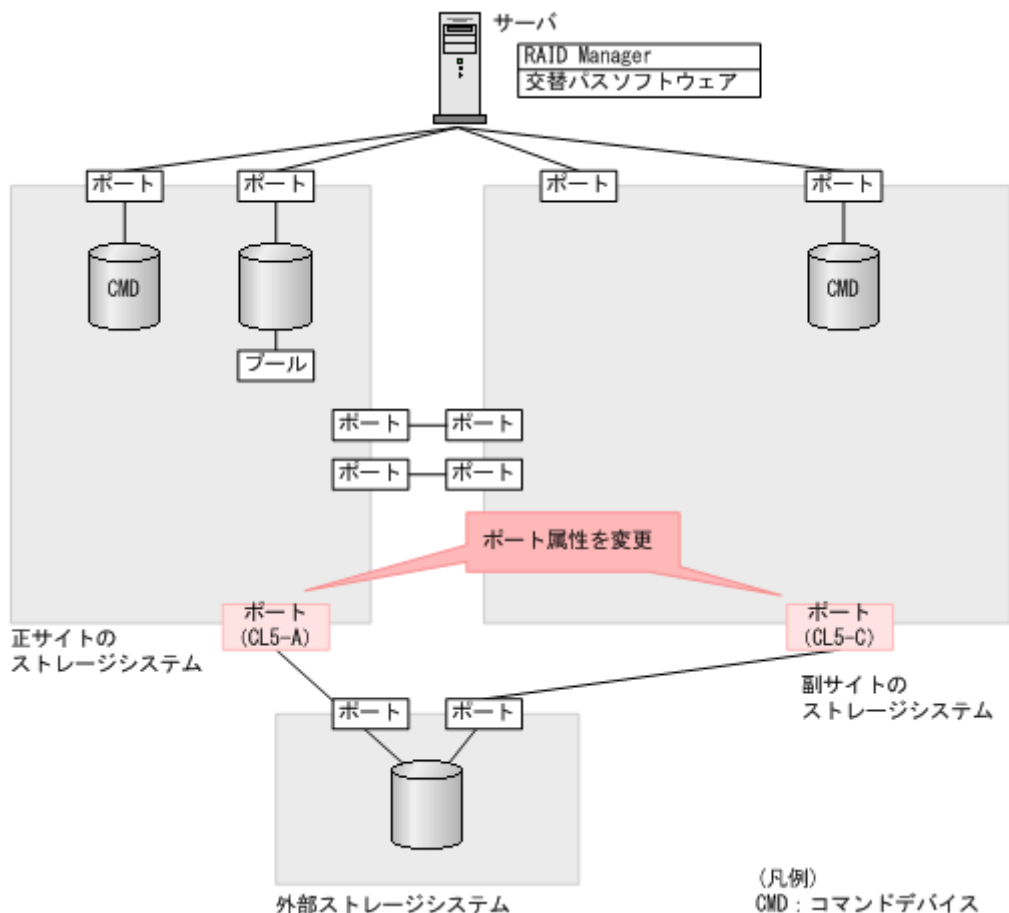 サーバ
RAID Manager
交替パスソフトウェア
ポート
ポート
ポート
ポート
CMD
CMD
プール
ポート
ポート
ポート
ポート
ポート属性を変更
ポート
(CL5-A)
ポート
(CL5-C)
正サイトの
ストレージシステム
副サイトの
ストレージシステム
ポート
ポート
外部ストレージシステム
(凡例)
CMD：コマンドデバイス